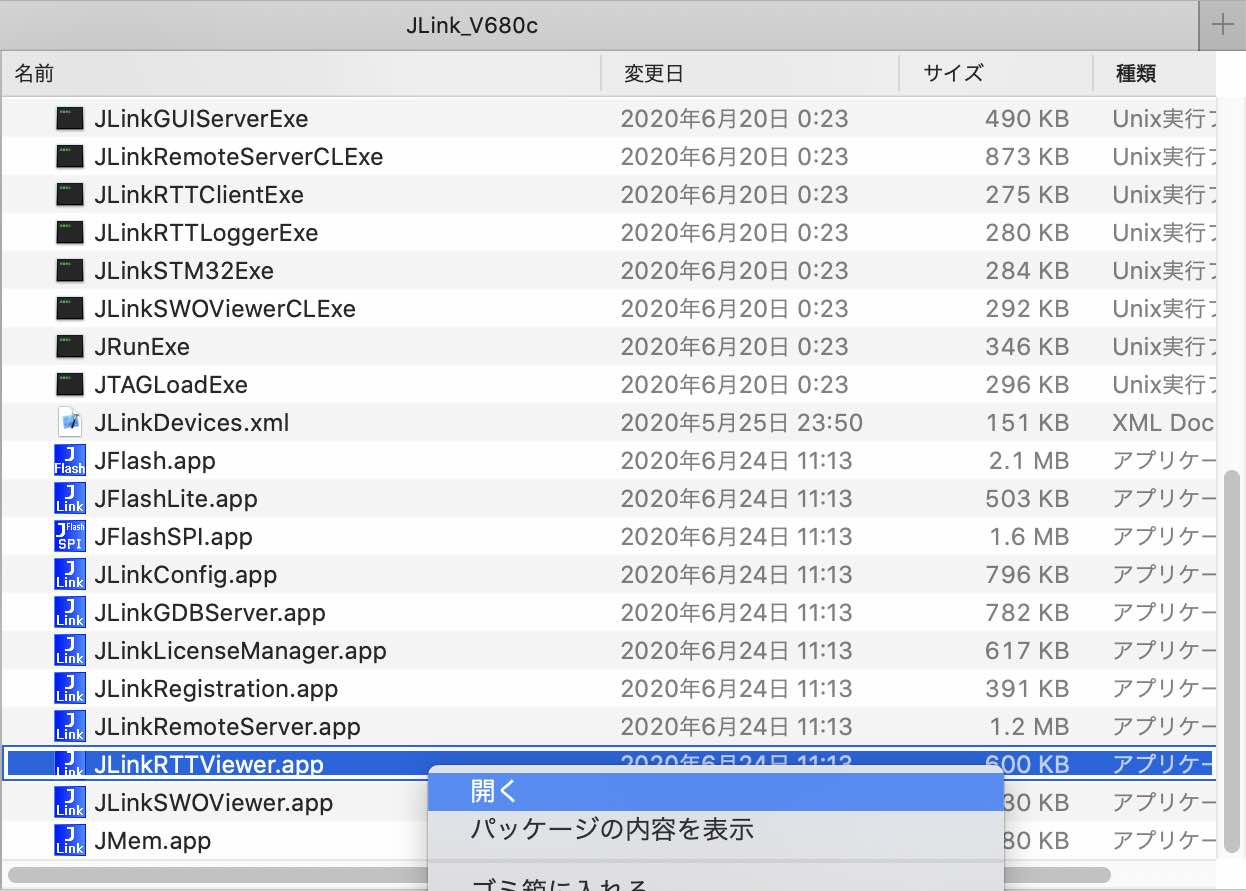 JLink_V680c
名前 変更日 サイズ 種類
JLinkGUIServerExe 2020年6月20日 0:23 490 KB Unix実行フ
JLinkRemoteServerCLExe 2020年6月20日 0:23 873 KB Unix実行フ
JLinkRTTClientExe 2020年6月20日 0:23 275 KB Unix実行フ
JLinkRTTLoggerExe 2020年6月20日 0:23 280 KB Unix実行フ
JLinkSTM32Exe 2020年6月20日 0:23 284 KB Unix実行フ
JLinkSWOViewerCLExe 2020年6月20日 0:23 292 KB Unix実行フ
JRunExe 2020年6月20日 0:23 346 KB Unix実行フ
JTAGLoadExe 2020年6月20日 0:23 296 KB Unix実行フ
JLinkDevices.xml 2020年5月25日 23:50 151 KB XML Doc
J Flash JFlash.app 2020年6月24日 11:13 2.1 MB アプリケー
J Link JFlashLite.app 2020年6月24日 11:13 503 KB アプリケー
J Flash SPI JFlashSPI.app 2020年6月24日 11:13 1.6 MB アプリケー
J Link JLinkConfig.app 2020年6月24日 11:13 796 KB アプリケー
J Link JLinkGDBServer.app 2020年6月24日 11:13 782 KB アプリケー
J Link JLinkLicenseManager.app 2020年6月24日 11:13 617 KB アプリケー
J Link JLinkRegistration.app 2020年6月24日 11:13 391 KB アプリケー
J Link JLinkRemoteServer.app 2020年6月24日 11:13 1.2 MB アプリケー
J Link JLinkRTTViewer.app 2020年6月24日 11:13 600 KB アプリケー
開く
J Link JLinkSWOViewer.app 30 KB アプリケー
パッケージの内容を表示
J Link JMem.app 80 KB アプリケー
ゴミ箱に入れる